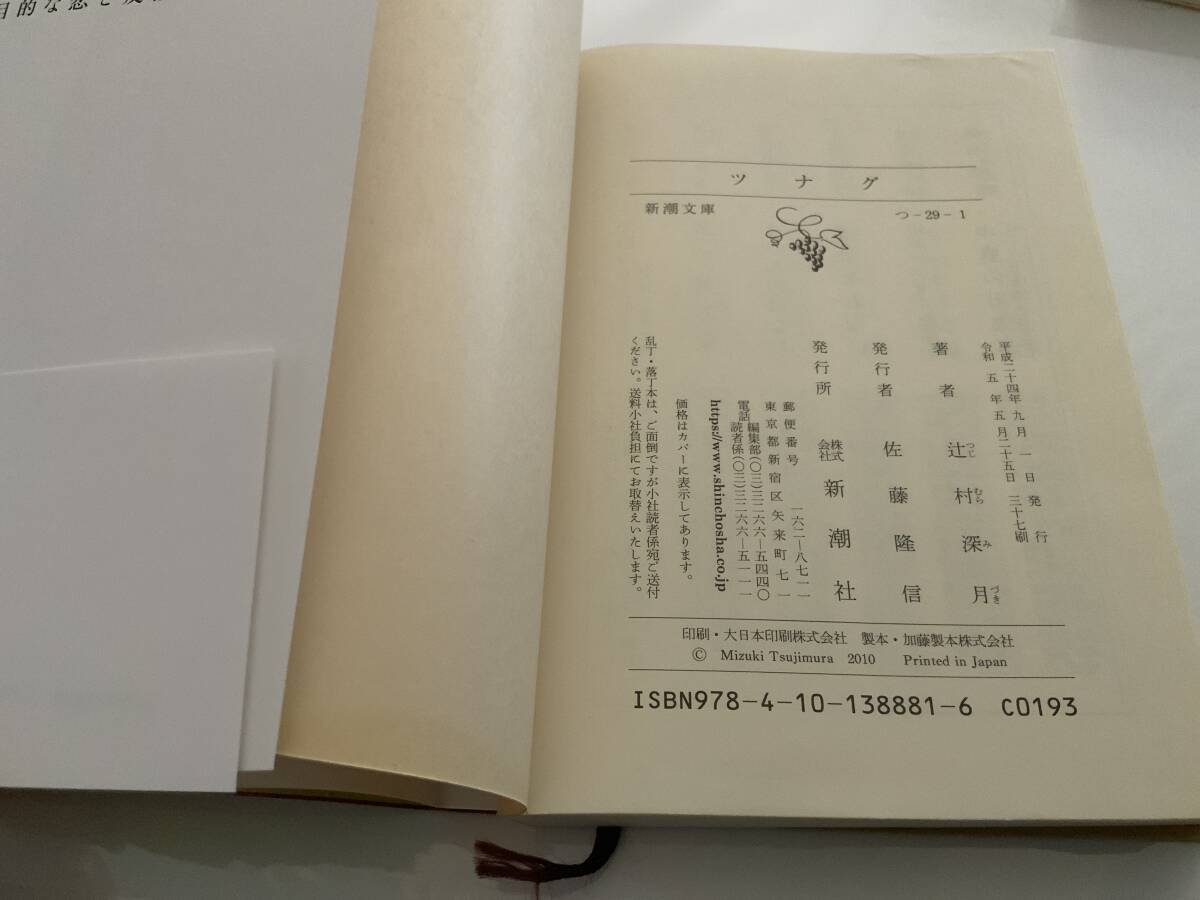 ツナグ
新潮文庫　つ-29-1
平成二十四年九月一日　発行
令和五年五月二十五日　三十七刷
著者　辻村深月
つじ むら み づき
発行者　佐藤隆信
発行所　株式会社　新潮社
郵便番号　一六二—八七一一
東京都新宿区矢来町七一
電話　編集部(〇三)三二六六—五四四〇
読者係(〇三)三二六六—五一一一
https://www.shinchosha.co.jp
価格はカバーに表示してあります。
乱丁・落丁本は、ご面倒ですが小社読者係宛ご送付
ください。送料小社負担にてお取替えいたします。
印刷・大日本印刷株式会社　製本・加藤製本株式会社
© Mizuki Tsujimura 2010　Printed in Japan
ISBN978-4-10-138881-6 C0193